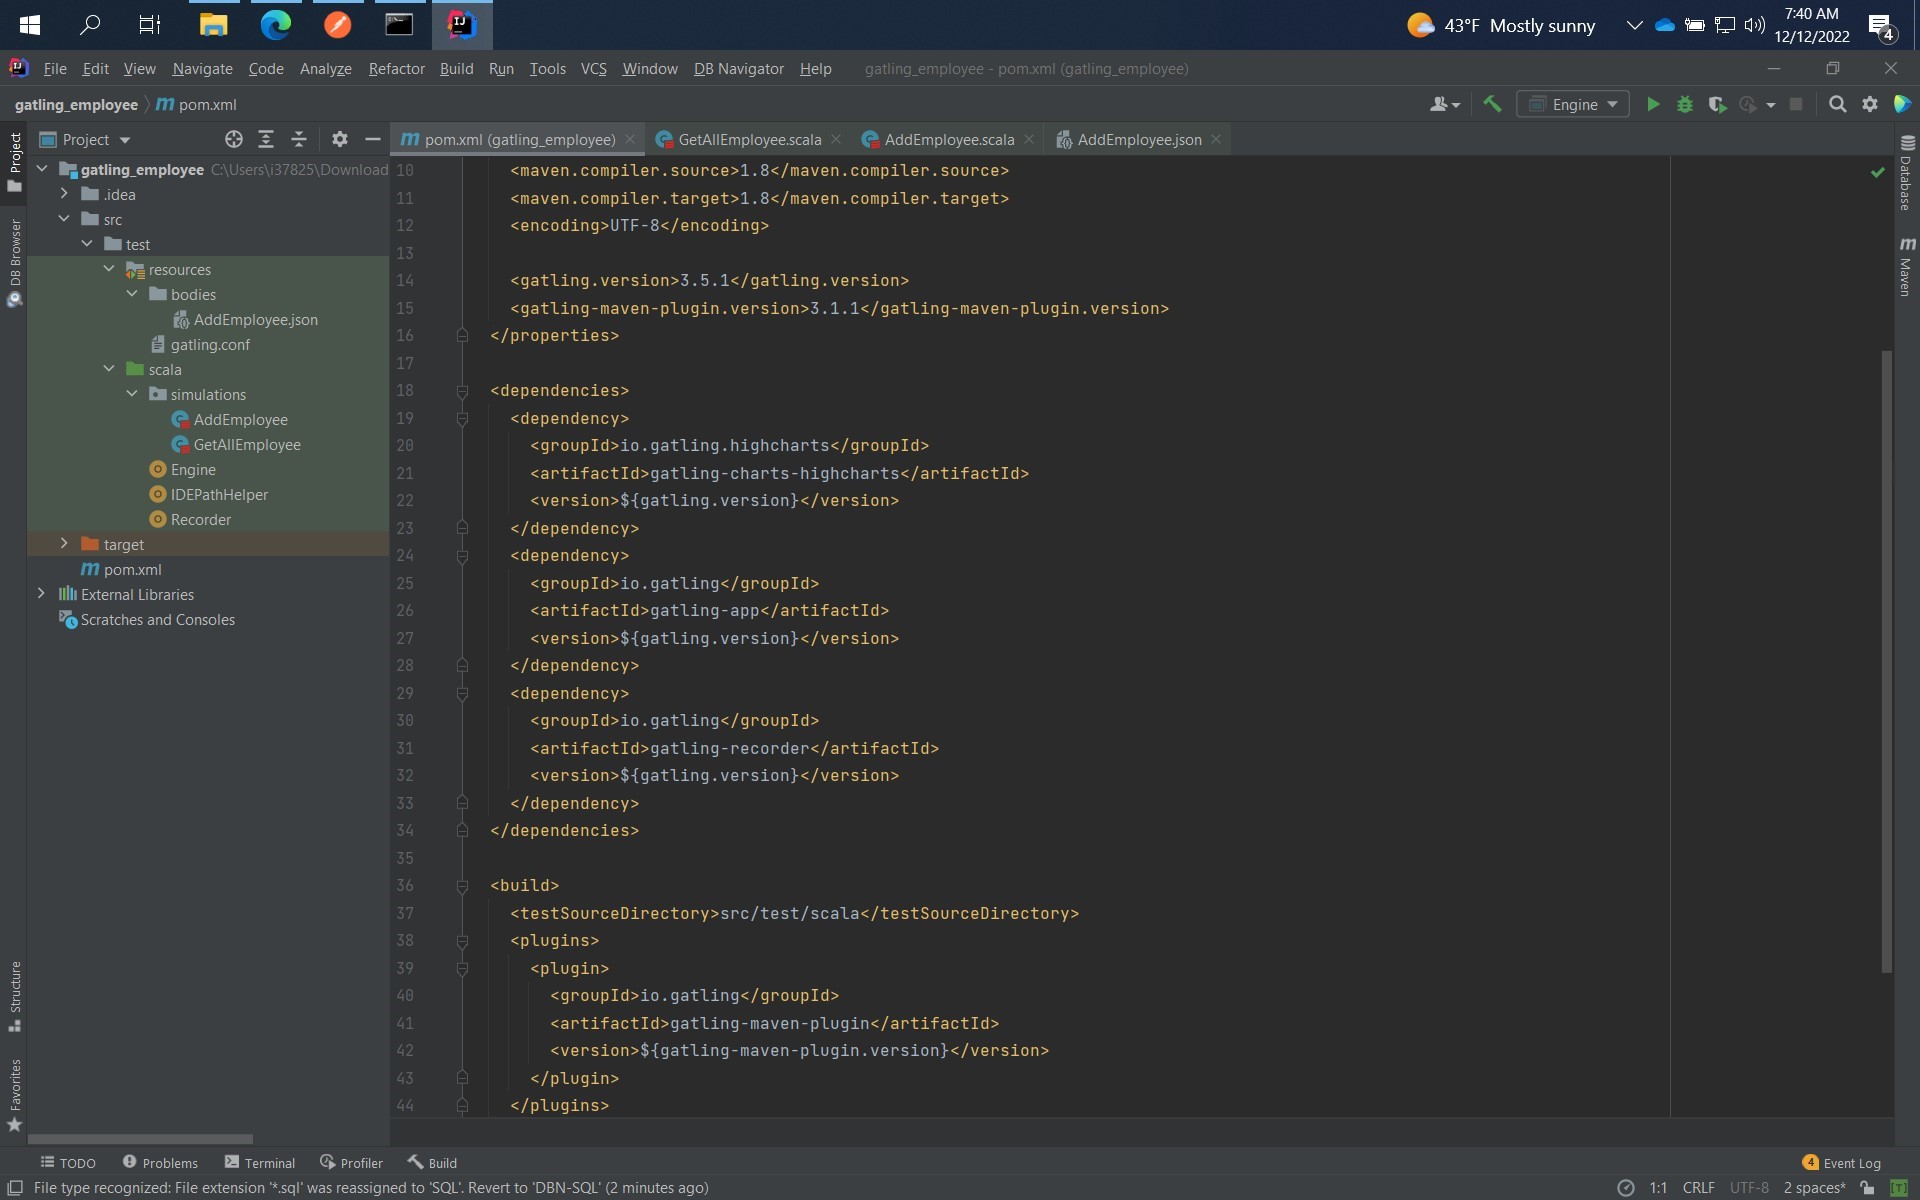 43°F Mostly sunny
7:40 AM
12/12/2022
4
File Edit View Navigate Code Analyze Refactor Build Run Tools VCS Window DB Navigator Help gatling_employee - pom.xml (gatling_employee)
gatling_employee pom.xml
Engine
Project
pom.xml (gatling_employee) GetAllEmployee.scala AddEmployee.scala AddEmployee.json
Project
DB Browser
Structure
Favorites
gatling_employee C:\Users\i37825\Download
.idea
src
test
resources
bodies
AddEmployee.json
gatling.conf
scala
simulations
AddEmployee
GetAllEmployee
Engine
IDEPathHelper
Recorder
target
pom.xml
External Libraries
Scratches and Consoles
10 <maven.compiler.source>1.8</maven.compiler.source>
11 <maven.compiler.target>1.8</maven.compiler.target>
12 <encoding>UTF-8</encoding>
13
14 <gatling.version>3.5.1</gatling.version>
15 <gatling-maven-plugin.version>3.1.1</gatling-maven-plugin.version>
16 </properties>
17
18 <dependencies>
19 <dependency>
20 <groupId>io.gatling.highcharts</groupId>
21 <artifactId>gatling-charts-highcharts</artifactId>
22 <version>${gatling.version}</version>
23 </dependency>
24 <dependency>
25 <groupId>io.gatling</groupId>
26 <artifactId>gatling-app</artifactId>
27 <version>${gatling.version}</version>
28 </dependency>
29 <dependency>
30 <groupId>io.gatling</groupId>
31 <artifactId>gatling-recorder</artifactId>
32 <version>${gatling.version}</version>
33 </dependency>
34 </dependencies>
35
36 <build>
37 <testSourceDirectory>src/test/scala</testSourceDirectory>
38 <plugins>
39 <plugin>
40 <groupId>io.gatling</groupId>
41 <artifactId>gatling-maven-plugin</artifactId>
42 <version>${gatling-maven-plugin.version}</version>
43 </plugin>
44 </plugins>
Database
Maven
TODO Problems Terminal Profiler Build
4 Event Log
File type recognized: File extension '*.sql' was reassigned to 'SQL'. Revert to 'DBN-SQL' (2 minutes ago)
1:1 CRLF UTF-8 2 spaces* [T]